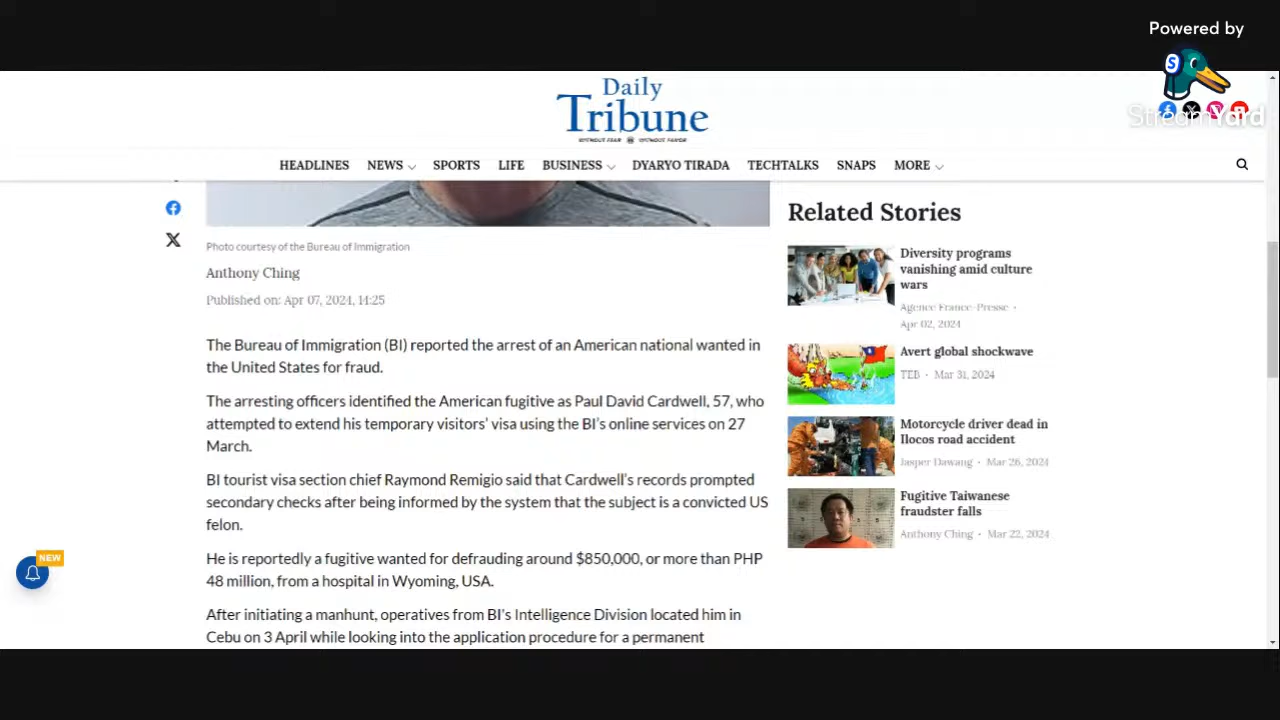 Powered by
StreamYard
Daily
Tribune
WITHOUT FEAR WITHOUT FAVOR
HEADLINES NEWS SPORTS LIFE BUSINESS DYARYO TIRADA TECHTALKS SNAPS MORE
Photo courtesy of the Bureau of Immigration
Anthony Ching
Published on: Apr 07, 2024, 14:25
The Bureau of Immigration (BI) reported the arrest of an American national wanted in
the United States for fraud.
The arresting officers identified the American fugitive as Paul David Cardwell, 57, who
attempted to extend his temporary visitors' visa using the BI's online services on 27
March.
BI tourist visa section chief Raymond Remigio said that Cardwell's records prompted
secondary checks after being informed by the system that the subject is a convicted US
felon.
He is reportedly a fugitive wanted for defrauding around $850,000, or more than PHP
48 million, from a hospital in Wyoming, USA.
After initiating a manhunt, operatives from BI's Intelligence Division located him in
Cebu on 3 April while looking into the application procedure for a permanent
Related Stories
Diversity programs
vanishing amid culture
wars
Agence France-Presse ·
Apr 02, 2024
Avert global shockwave
TEB · Mar 31, 2024
Motorcycle driver dead in
Ilocos road accident
Jasper Dawang · Mar 26, 2024
Fugitive Taiwanese
fraudster falls
Anthony Ching · Mar 22, 2024
NEW